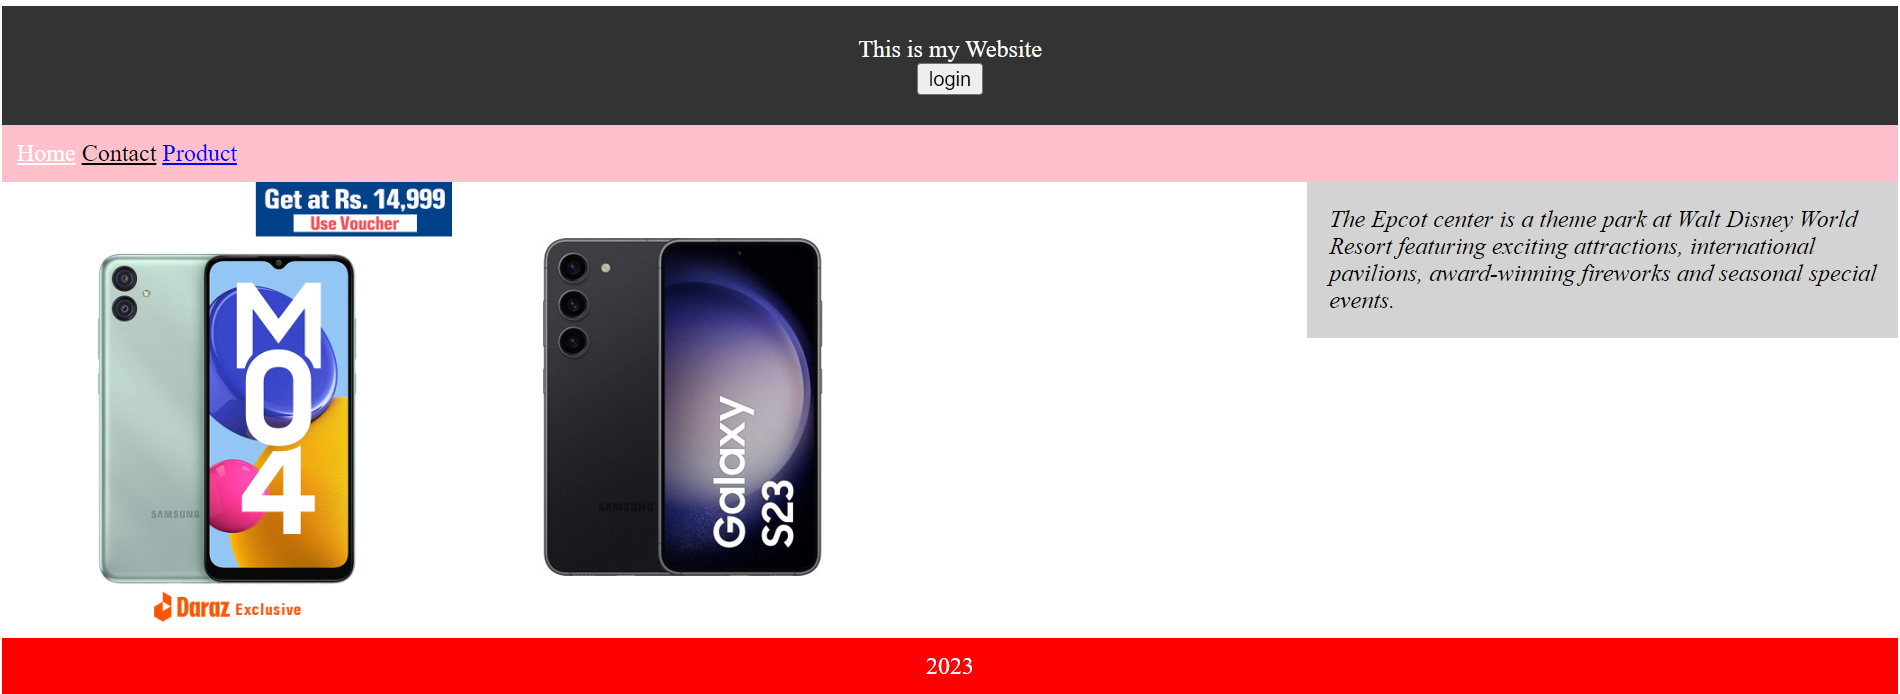 This is my Website
login
Home Contact Product
Get at Rs. 14,999
Use Voucher
M
0
4
SAMSUNG
Daraz Exclusive
SAMSUNG
Galaxy
S23
The Epcot center is a theme park at Walt Disney World
Resort featuring exciting attractions, international
pavilions, award-winning fireworks and seasonal special
events.
2023